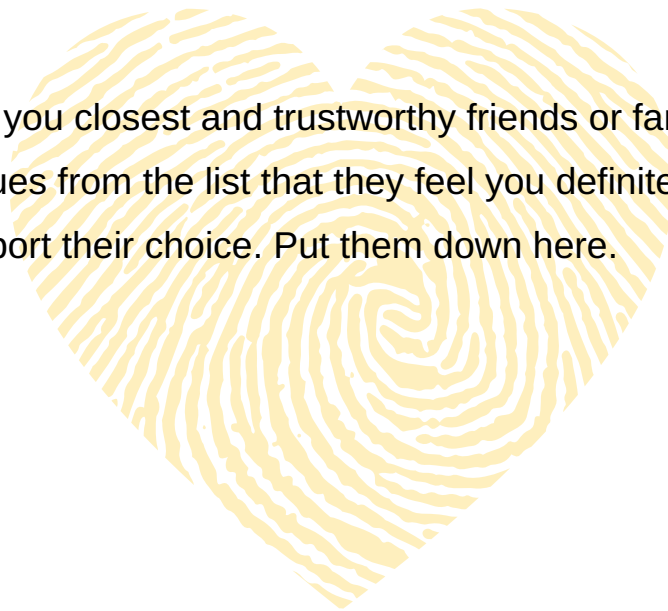 you closest and trustworthy friends or far
ues from the list that they feel you definite
port their choice. Put them down here.